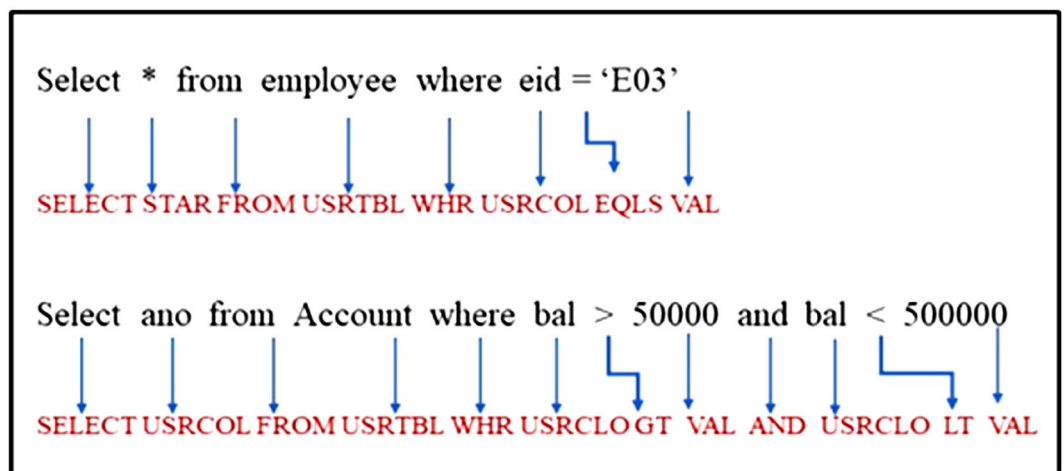 Select * from employee where eid = ‘E03’
SELECT STAR FROM USRTBL WHR USRCOL EQLS VAL
Select ano from Account where bal > 50000 and bal < 500000
SELECT USRCOL FROM USRTBL WHR USRCLO GT VAL AND USRCLO LT VAL